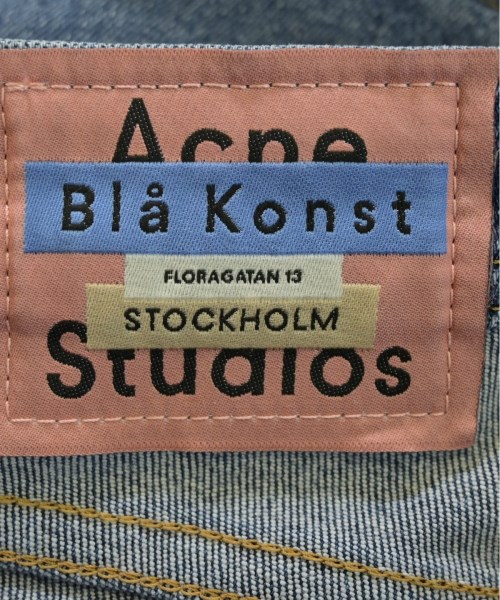 Acne
Blå Konst
FLORAGATAN 13
STOCKHOLM
Studios